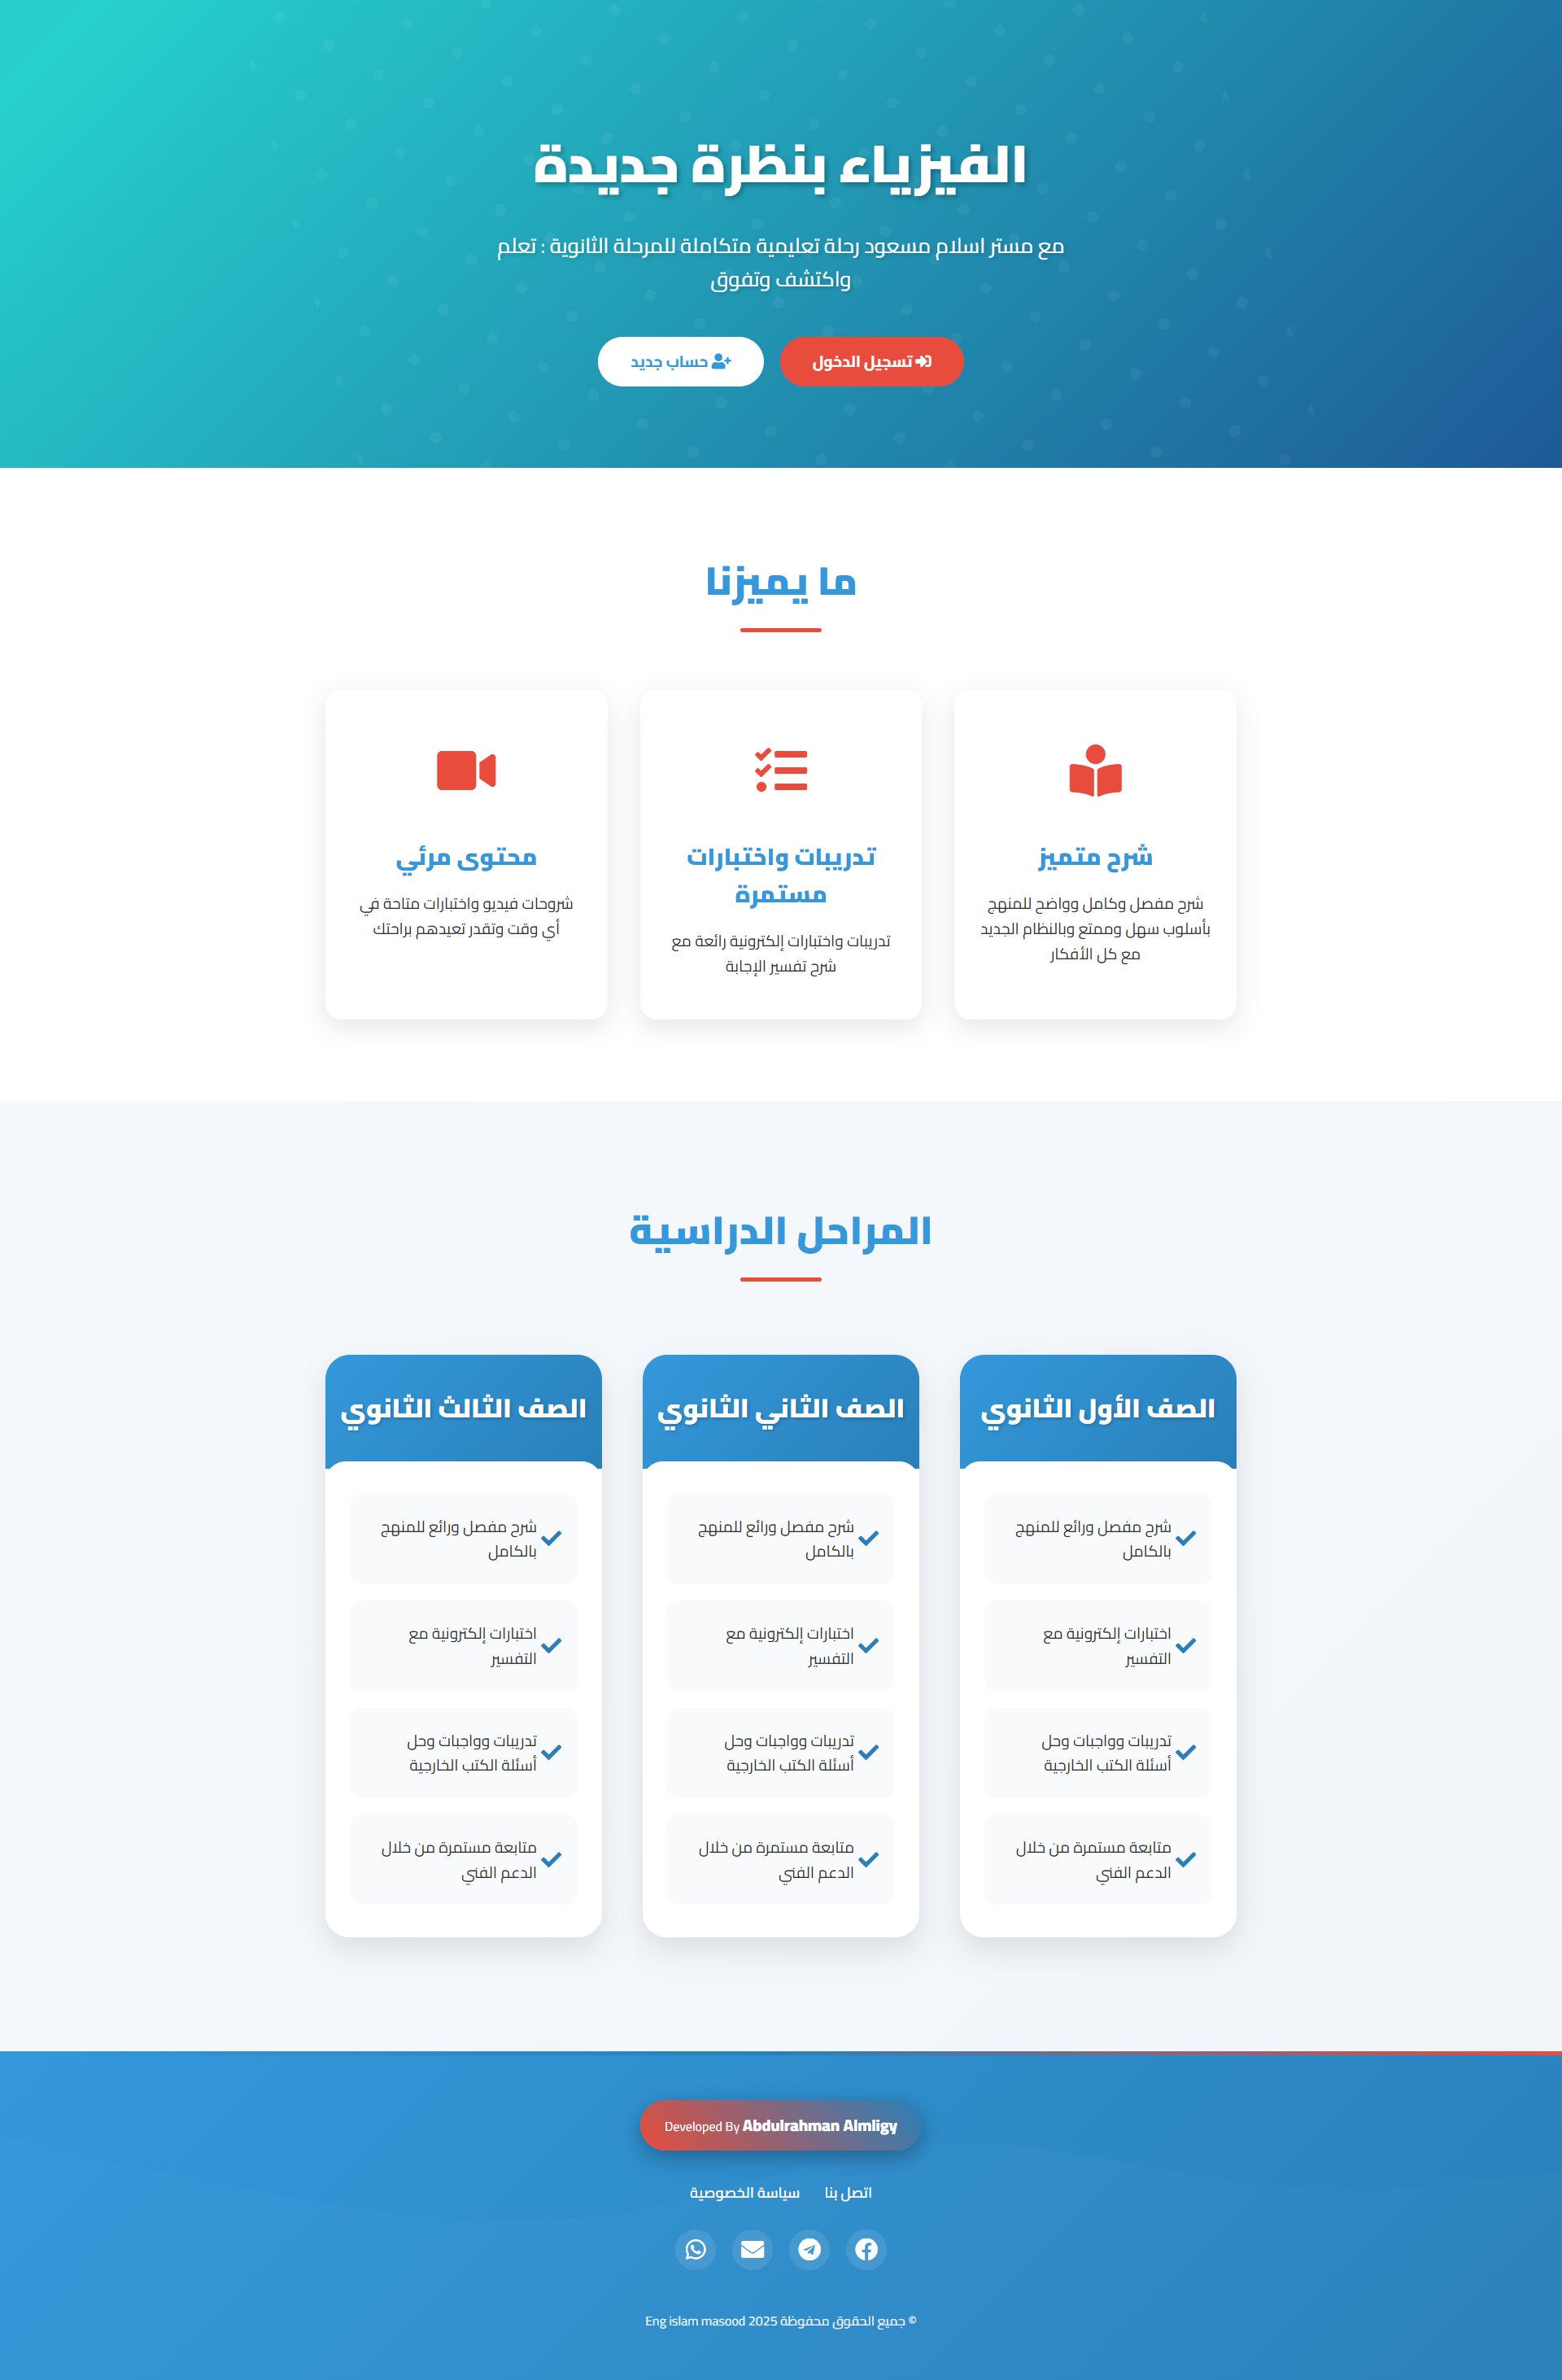 الفيزياء بنظرة جديدة
مع مستر اسلام مسعود رحلة تعليمية متكاملة للمرحلة الثانوية : تعلم
واكتشف وتفوق
تسجيل الدخول
حساب جديد
ما يميزنا
شرح متميز
شرح مفصل وكامل وواضح للمنهج
بأسلوب سهل وممتع وبالنظام الجديد
مع كل الأفكار
تدريبات واختبارات
مستمرة
تدريبات واختبارات إلكترونية رائعة مع
شرح تفسير الإجابة
محتوى مرئي
شروحات فيديو واختبارات متاحة في
أي وقت وتقدر تعيدهم براحتك
المراحل الدراسية
الصف الأول الثانوي
شرح مفصل ورائع للمنهج
بالكامل
اختبارات إلكترونية مع
التفسير
تدريبات وواجبات وحل
أسئلة الكتب الخارجية
متابعة مستمرة من خلال
الدعم الفني
الصف الثاني الثانوي
شرح مفصل ورائع للمنهج
بالكامل
اختبارات إلكترونية مع
التفسير
تدريبات وواجبات وحل
أسئلة الكتب الخارجية
متابعة مستمرة من خلال
الدعم الفني
الصف الثالث الثانوي
شرح مفصل ورائع للمنهج
بالكامل
اختبارات إلكترونية مع
التفسير
تدريبات وواجبات وحل
أسئلة الكتب الخارجية
متابعة مستمرة من خلال
الدعم الفني
Developed By Abdulrahman Almligy
اتصل بنا
سياسة الخصوصية
© جميع الحقوق محفوظة 2025 Eng islam masood